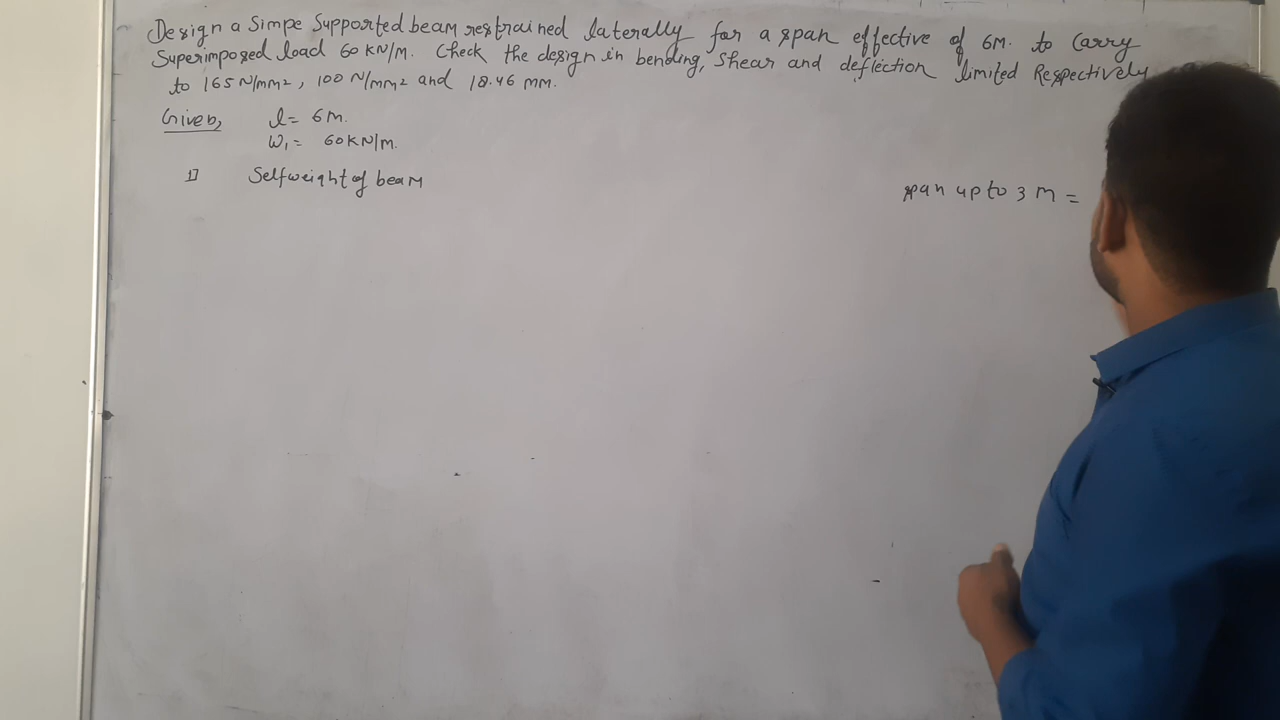 Design a Simpe Supported beam restrained laterally for a span effective of 6M. to Carry
Superimposed load 60 KN/M. Check the design in bending, Shear and deflection limited Respectively
to 165 N/mm2, 100 N/mm2 and 18.46 mm.
Given, l = 6M.
W1 = 60KN/M.
1] Selfweight of beam
span up to 3 M =